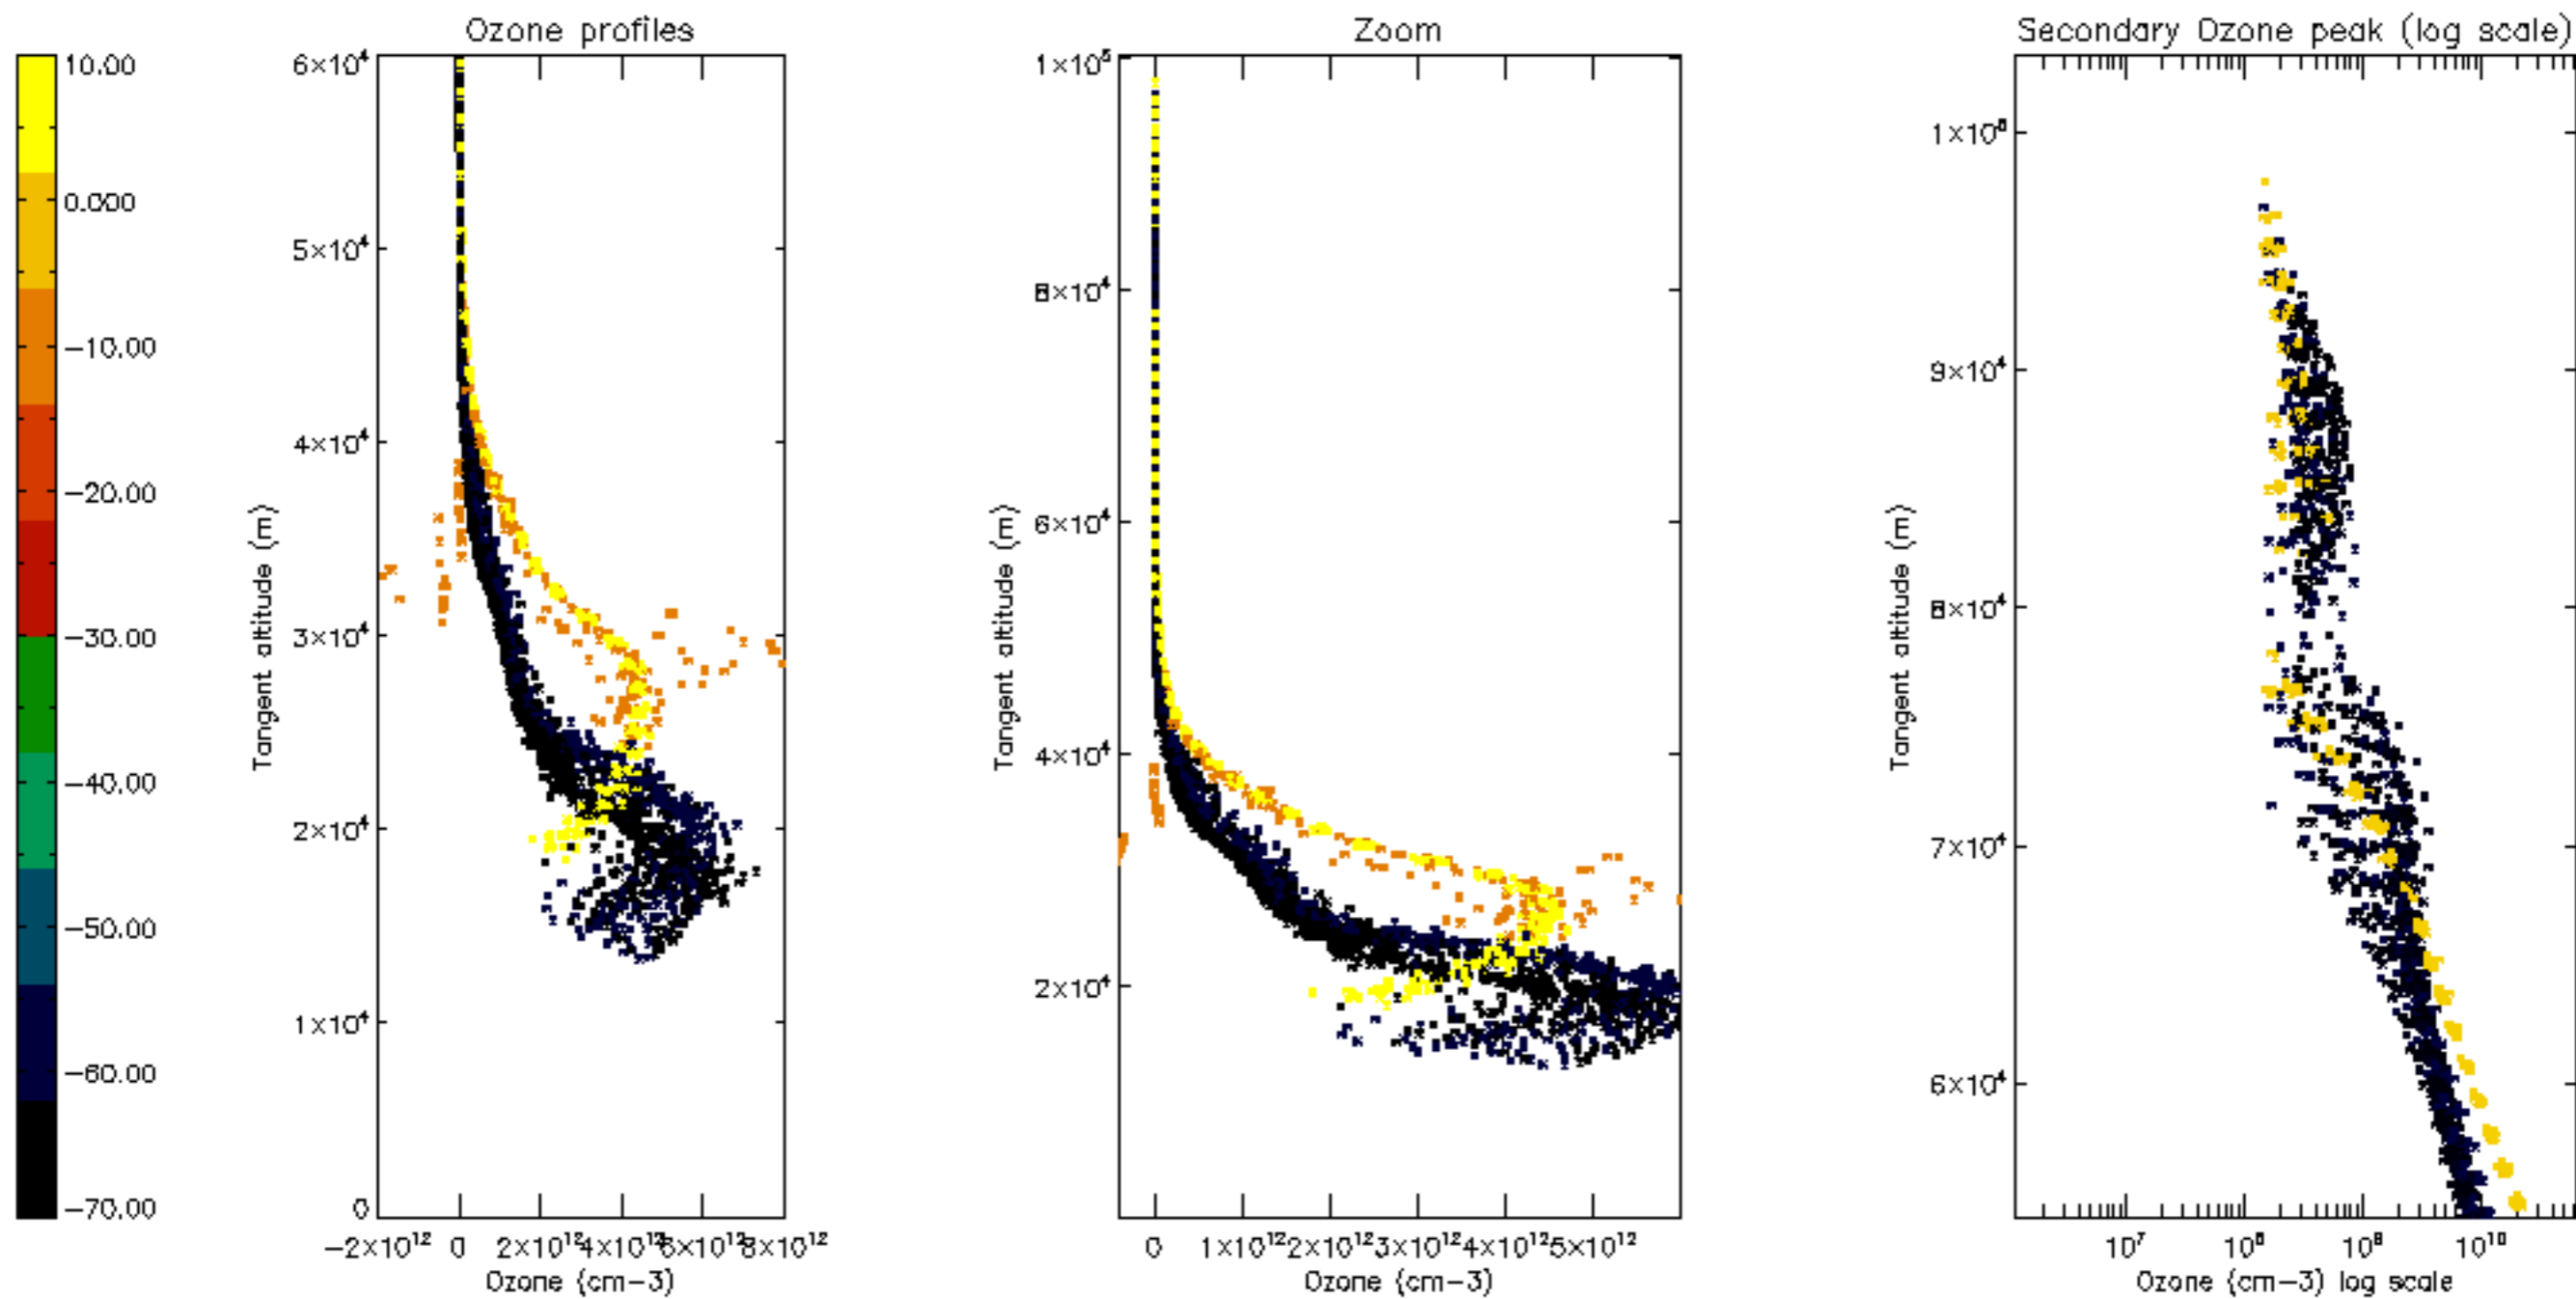 Ozone profiles
Zoom
Secondary Ozone peak (log scale)
10.00
0.000
-10.00
-20.00
-30.00
-40.00
-50.00
-60.00
-70.00
6×10⁴
5×10⁴
4×10⁴
3×10⁴
2×10⁴
1×10⁴
0
Tangent altitude (m)
-2×10¹² 0 2×10¹² 4×10¹² 6×10¹² 8×10¹²
Ozone (cm-3)
1×10⁵
8×10⁴
6×10⁴
4×10⁴
2×10⁴
Tangent altitude (m)
0 1×10¹² 2×10¹² 3×10¹² 4×10¹² 5×10¹²
Ozone (cm-3)
1×10⁵
9×10⁴
8×10⁴
7×10⁴
6×10⁴
Tangent altitude (m)
10⁷ 10⁸ 10⁹ 10¹⁰
Ozone (cm-3) log scale